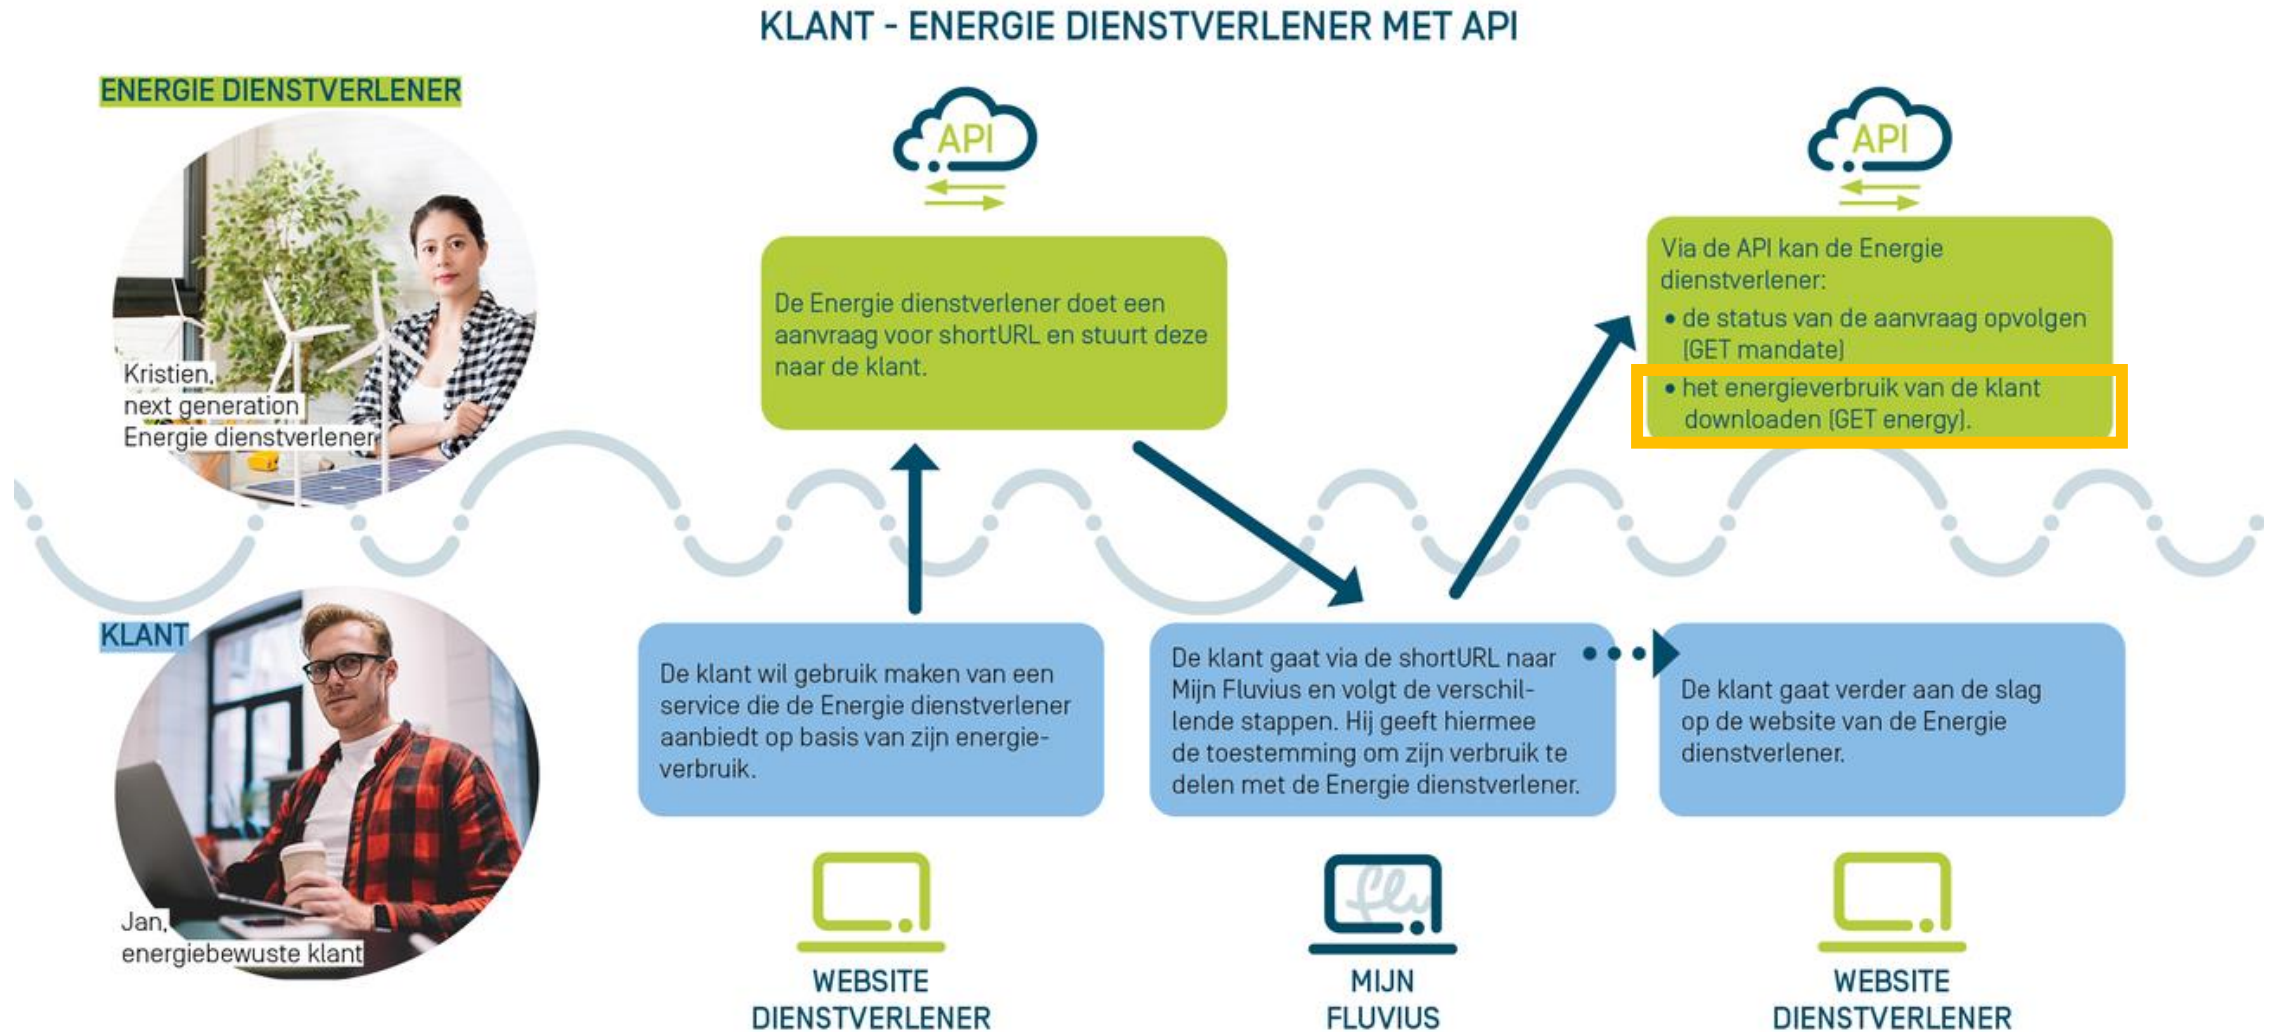 KLANT - ENERGIE DIENSTVERLENER MET API
ENERGIE DIENSTVERLENER
Kristien,
next generation
Energie dienstverlener
API
De Energie dienstverlener doet een
aanvraag voor shortURL en stuurt deze
naar de klant.
API
Via de API kan de Energie
dienstverlener:
• de status van de aanvraag opvolgen
(GET mandate)
• het energieverbruik van de klant
downloaden (GET energy).
KLANT
Jan,
energiebewuste klant
De klant wil gebruik maken van een
service die de Energie dienstverlener
aanbiedt op basis van zijn energie-
verbruik.
De klant gaat via de shortURL naar
Mijn Fluvius en volgt de verschil-
lende stappen. Hij geeft hiermee
de toestemming om zijn verbruik te
delen met de Energie dienstverlener.
De klant gaat verder aan de slag
op de website van de Energie
dienstverlener.
WEBSITE
DIENSTVERLENER
flu
MIJN
FLUVIUS
WEBSITE
DIENSTVERLENER